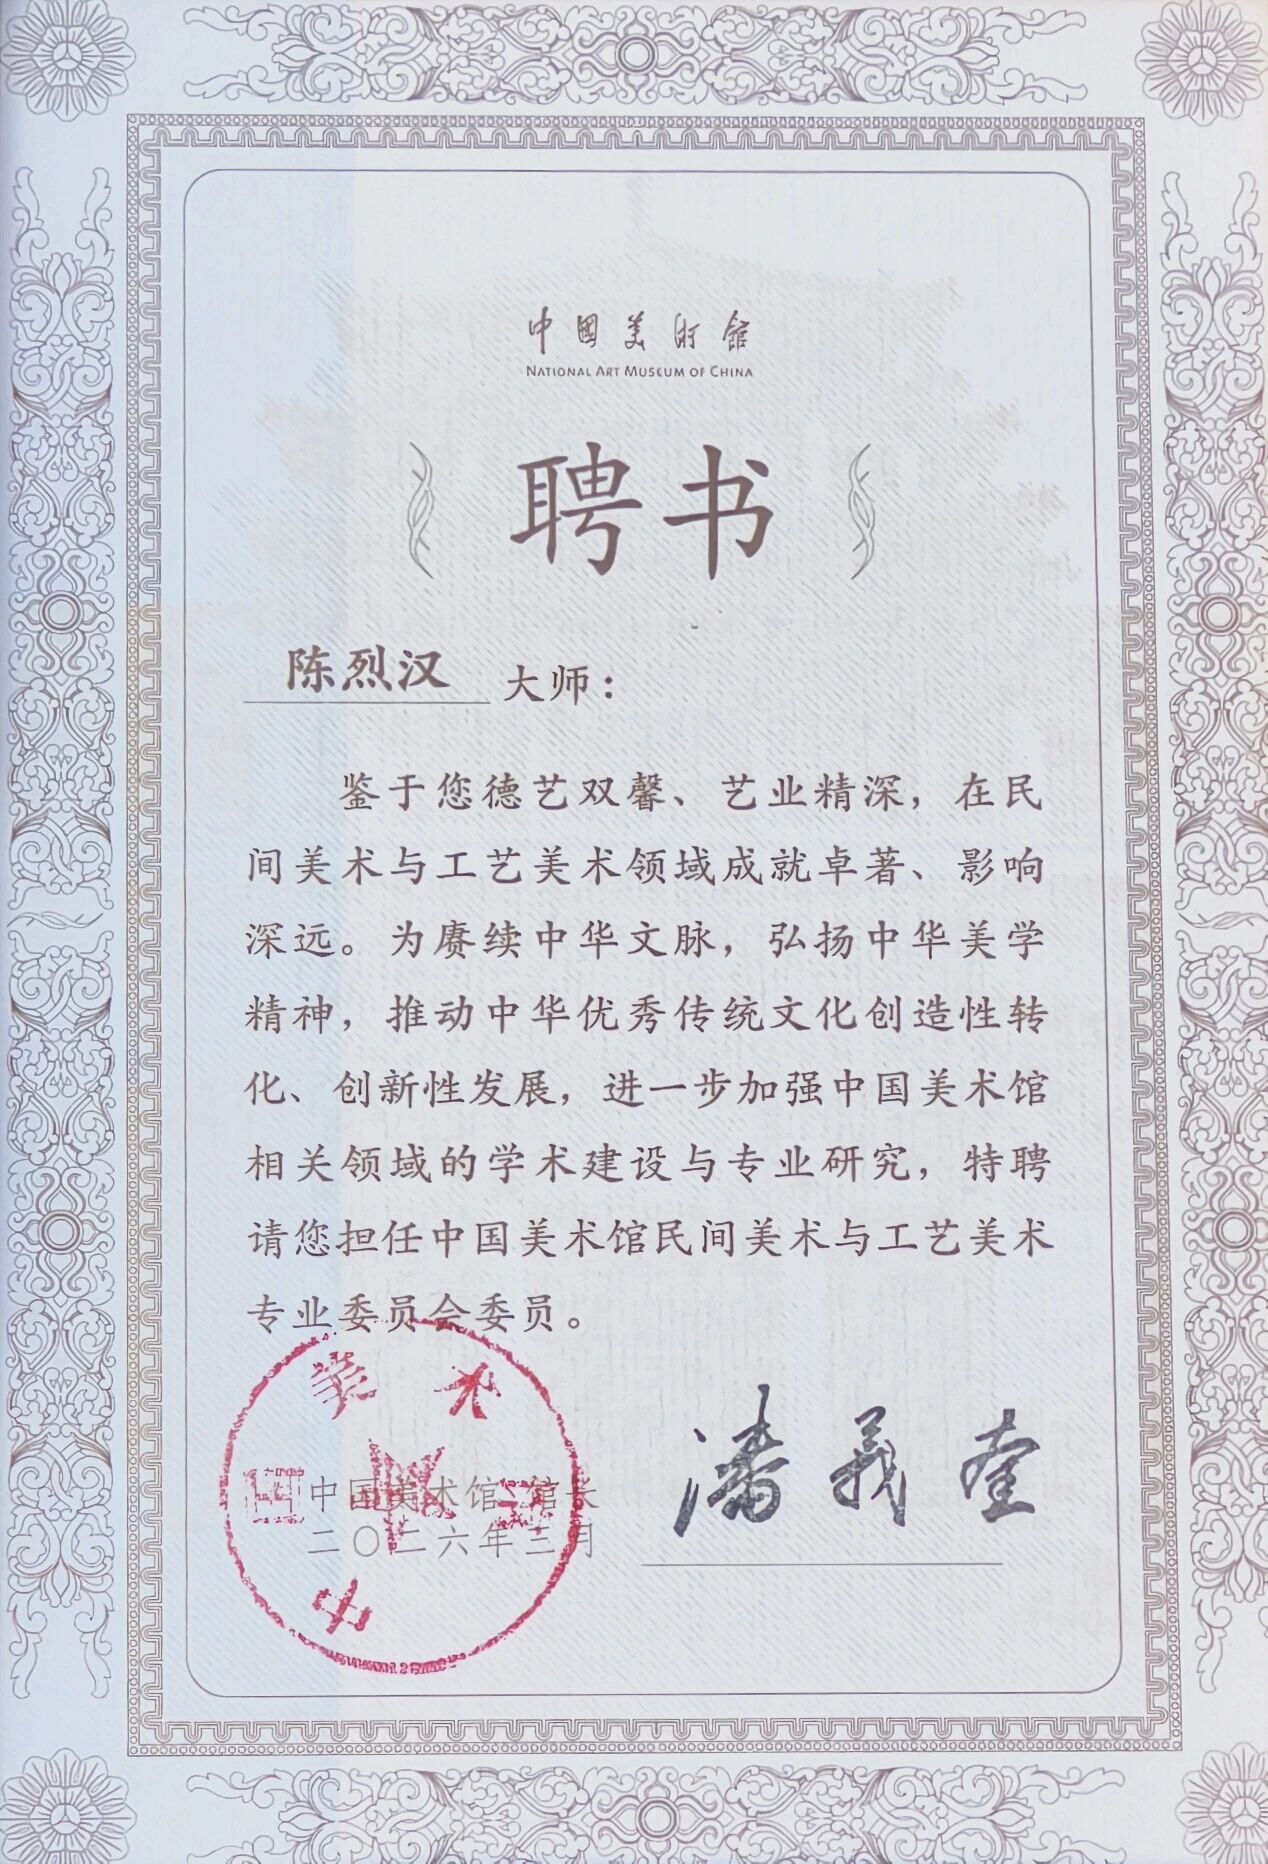 中国美术馆
NATIONAL ART MUSEUM OF CHINA
聘书
陈烈汉 大师：
鉴于您德艺双馨、艺业精深，在民
间美术与工艺美术领域成就卓著、影响
深远。为赓续中华文脉，弘扬中华美学
精神，推动中华优秀传统文化创造性转
化、创新性发展，进一步加强中国美术馆
相关领域的学术建设与专业研究，特聘
请您担任中国美术馆民间美术与工艺美术
专业委员会委员。
中国美术馆 馆长
二〇二六年三月
潘義奎
中国美术